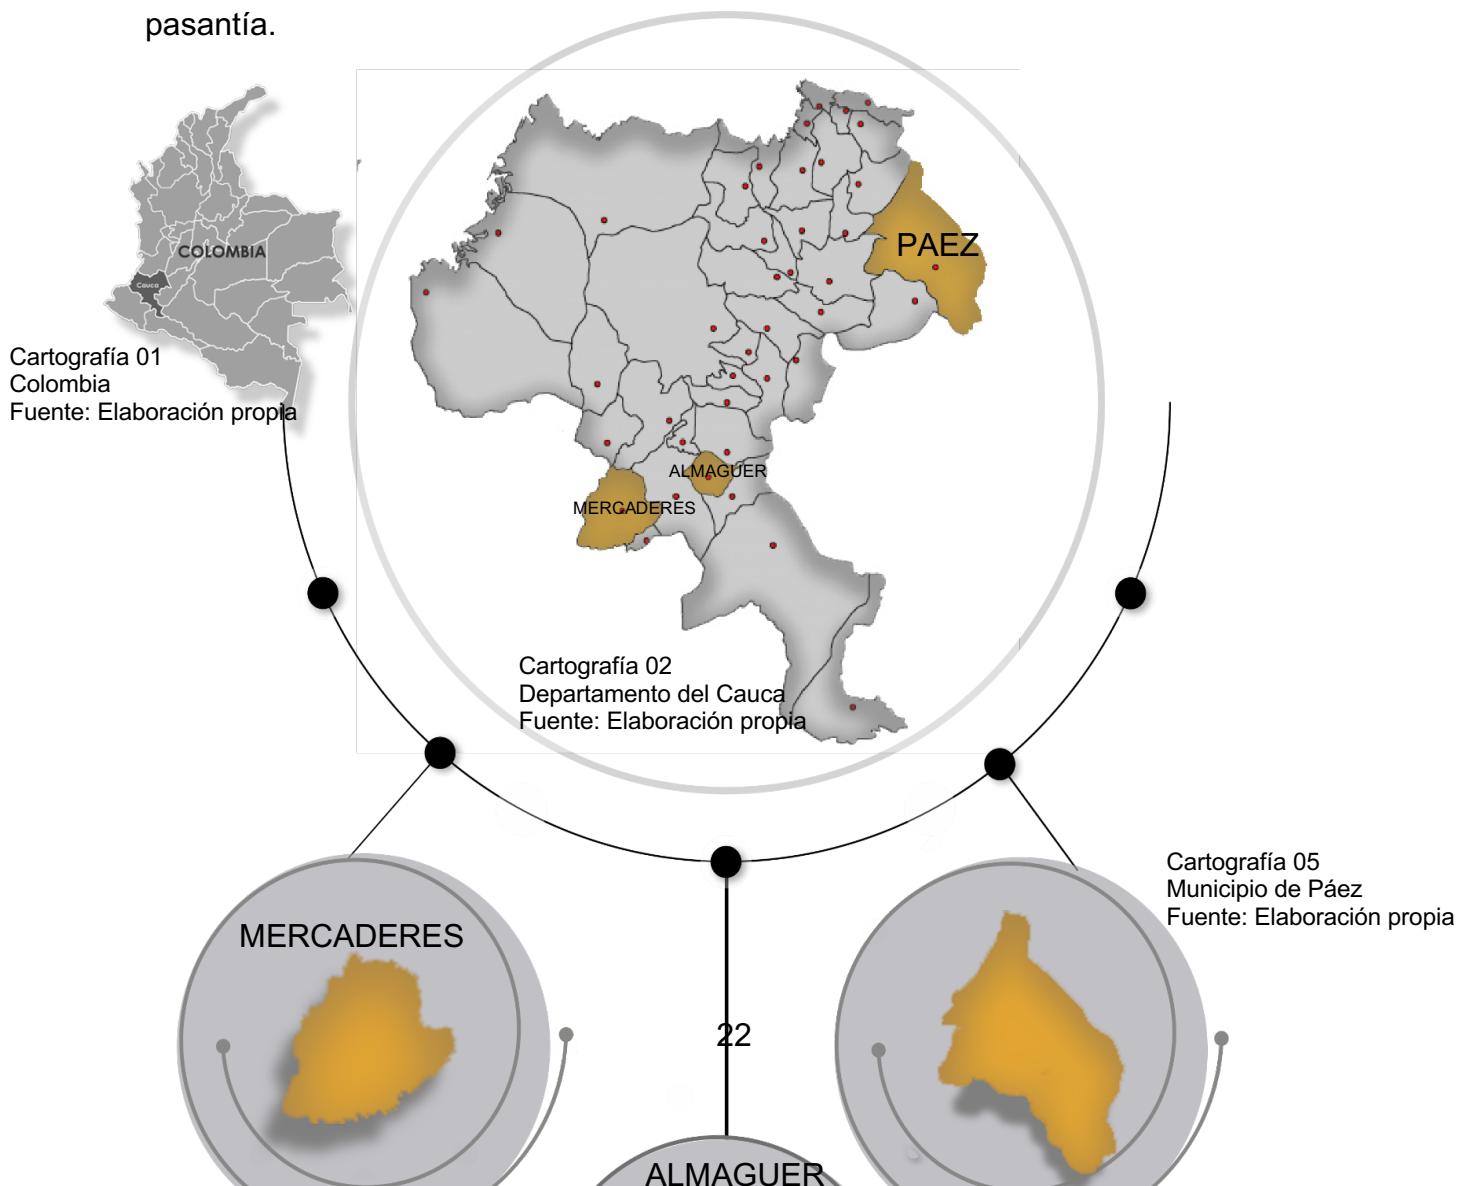 pasantía.
COLOMBIA
Cauca
Cartografía 01
Colombia
Fuente: Elaboración propia
PAEZ
ALMAGUER
MERCADERES
Cartografía 02
Departamento del Cauca
Fuente: Elaboración propia
Cartografía 05
Municipio de Páez
Fuente: Elaboración propia
MERCADERES
22
ALMAGUER